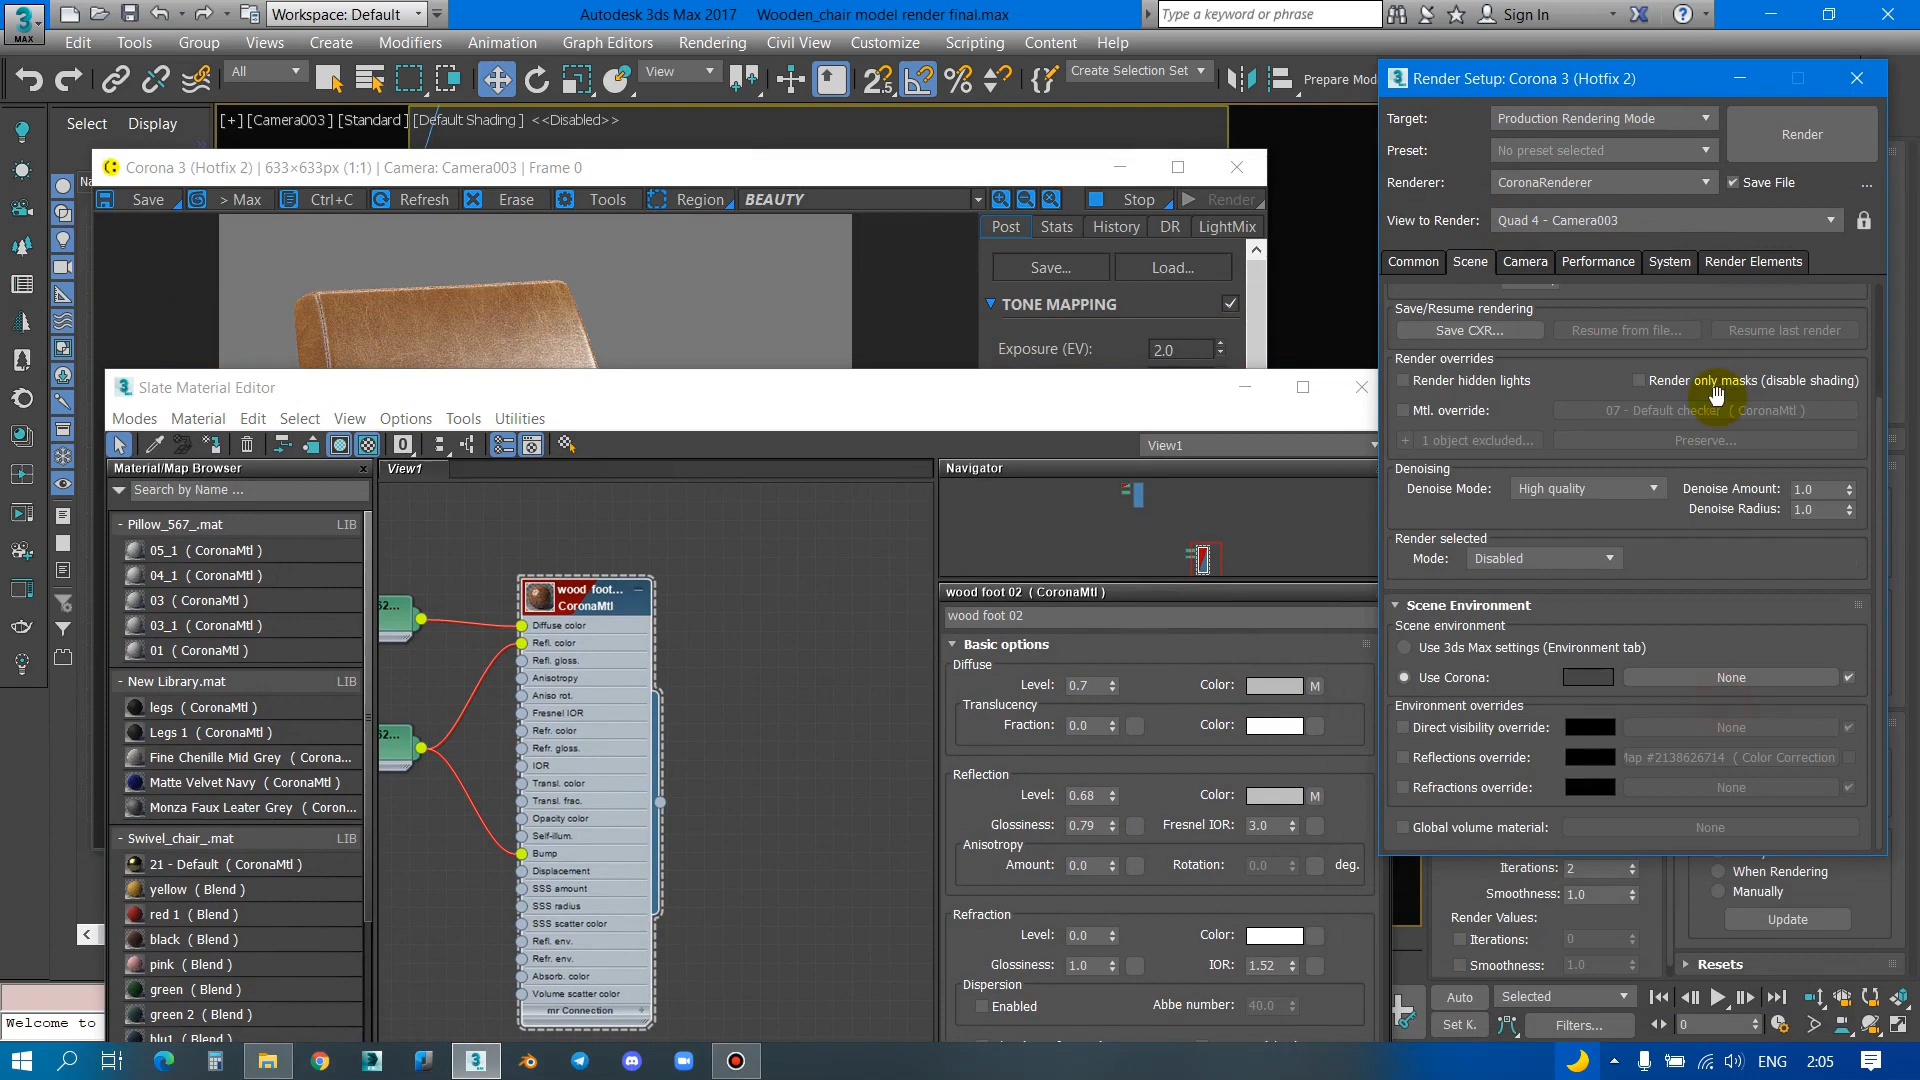 Workspace: Default
Autodesk 3ds Max 2017 Wooden_chair model render final.max
Type a keyword or phrase
Sign In
MAX
Edit Tools Group Views Create Modifiers Animation Graph Editors Rendering Civil View Customize Scripting Content Help
All
View
Create Selection Set
Prepare Mod
Select Display
[+] [Camera003 ] [Standard ] [Default Shading ] <<Disabled>>
Na
Corona 3 (Hotfix 2) | 633×633px (1:1) | Camera: Camera003 | Frame 0
Save > Max Ctrl+C Refresh Erase Tools Region BEAUTY Stop Render
Post Stats History DR LightMix
Save... Load...
TONE MAPPING
Exposure (EV): 2.0
Slate Material Editor
Modes Material Edit Select View Options Tools Utilities
View1
Material/Map Browser
Search by Name ...
- Pillow_567_.mat LIB
05_1 ( CoronaMtl )
04_1 ( CoronaMtl )
03 ( CoronaMtl )
03_1 ( CoronaMtl )
01 ( CoronaMtl )
- New Library.mat LIB
legs ( CoronaMtl )
Legs 1 ( CoronaMtl )
Fine Chenille Mid Grey ( Corona...
Matte Velvet Navy ( CoronaMtl )
Monza Faux Leater Grey ( Coron...
- Swivel_chair_.mat LIB
21 - Default ( CoronaMtl )
yellow ( Blend )
red 1 ( Blend )
black ( Blend )
pink ( Blend )
green ( Blend )
green 2 ( Blend )
blu1 ( Blend )
View1
62...
62...
wood foot...
CoronaMtl
Diffuse color
Refl. color
Refl. gloss.
Anisotropy
Aniso rot.
Fresnel IOR
Refr. color
Refr. gloss.
IOR
Transl. color
Transl. frac.
Opacity color
Self-illum.
Bump
Displacement
SSS amount
SSS radius
SSS scatter color
Refl. env.
Refr. env.
Absorb. color
Volume scatter color
mr Connection
Navigator
wood foot 02 ( CoronaMtl )
wood foot 02
Basic options
Diffuse
Level: 0.7 Color: M
Translucency
Fraction: 0.0 Color:
Reflection
Level: 0.68 Color: M
Glossiness: 0.79 Fresnel IOR: 3.0
Anisotropy
Amount: 0.0 Rotation: 0.0 deg.
Refraction
Level: 0.0 Color:
Glossiness: 1.0 IOR: 1.52
Dispersion
Enabled Abbe number: 40.0
Render Setup: Corona 3 (Hotfix 2)
Target: Production Rendering Mode
Render
Preset: No preset selected
Renderer: CoronaRenderer Save File ...
View to Render: Quad 4 - Camera003
Common Scene Camera Performance System Render Elements
Save/Resume rendering
Save CXR... Resume from file... Resume last render
Render overrides
Render hidden lights Render only masks (disable shading)
Mtl. override: 07 - Default checker ( CoronaMtl )
+ 1 object excluded... Preserve...
Denoising
Denoise Mode: High quality Denoise Amount: 1.0
Denoise Radius: 1.0
Render selected
Mode: Disabled
Scene Environment
Scene environment
Use 3ds Max settings (Environment tab)
Use Corona: None
Environment overrides
Direct visibility override: None
Reflections override: Map #2138626714 ( Color Correction
Refractions override: None
Global volume material: None
Iterations: 2
Smoothness: 1.0
Render Values:
Iterations: 0
Smoothness: 1.0
When Rendering
Manually
Update
Resets
Auto Selected
Set K. Filters... 0
Welcome to
ENG 2:05